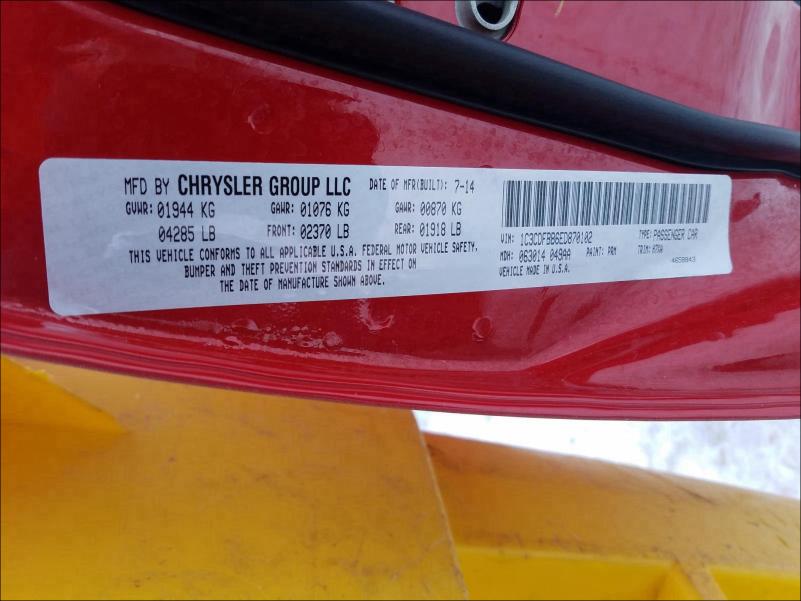 MFD BY CHRYSLER GROUP LLC DATE OF MFR(BUILT): 7-14
GVWR: 01944 KG GAWR: 01076 KG GAWR: 00870 KG
04285 LB FRONT: 02370 LB REAR: 01918 LB
THIS VEHICLE CONFORMS TO ALL APPLICABLE U.S.A. FEDERAL MOTOR VEHICLE SAFETY,
BUMPER AND THEFT PREVENTION STANDARDS IN EFFECT ON
THE DATE OF MANUFACTURE SHOWN ABOVE.
VIN: 1C3CDFBB6ED870102 TYPE: PASSENGER CAR
MDH: 063014 049AA PAINT: PRM TRIM:
VEHICLE MADE IN U.S.A. 4658843